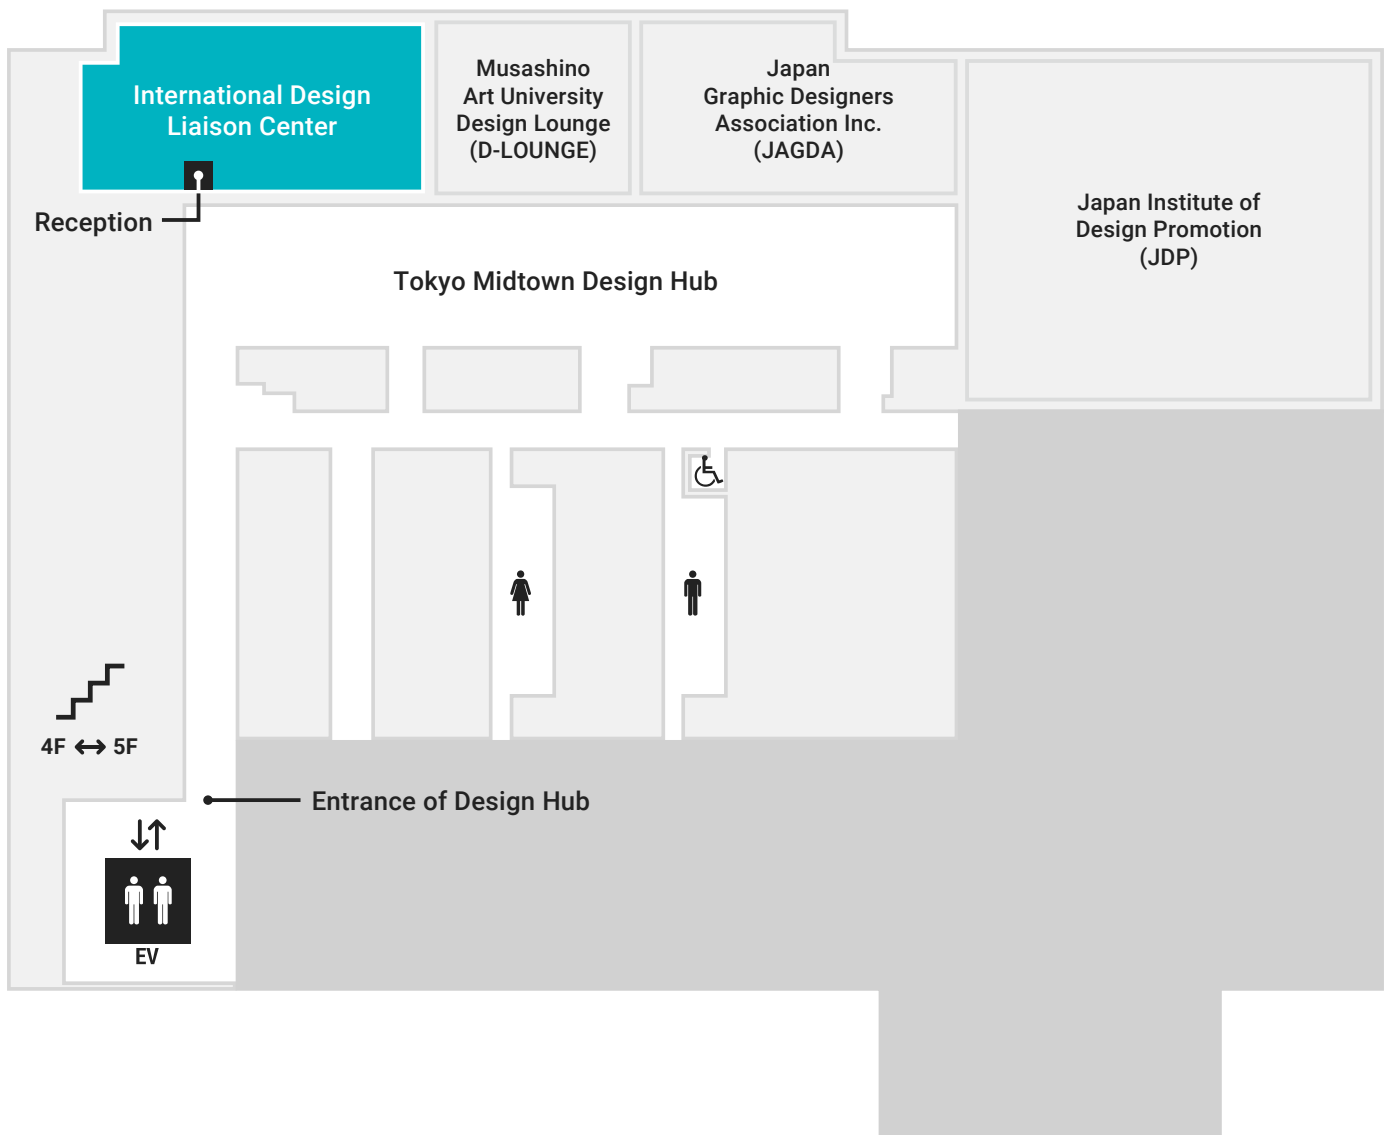 International Design
Liaison Center
Musashino
Art University
Design Lounge
(D-LOUNGE)
Japan
Graphic Designers
Association Inc.
(JAGDA)
Japan Institute of
Design Promotion
(JDP)
Reception
Tokyo Midtown Design Hub
4F ↔ 5F
Entrance of Design Hub
EV